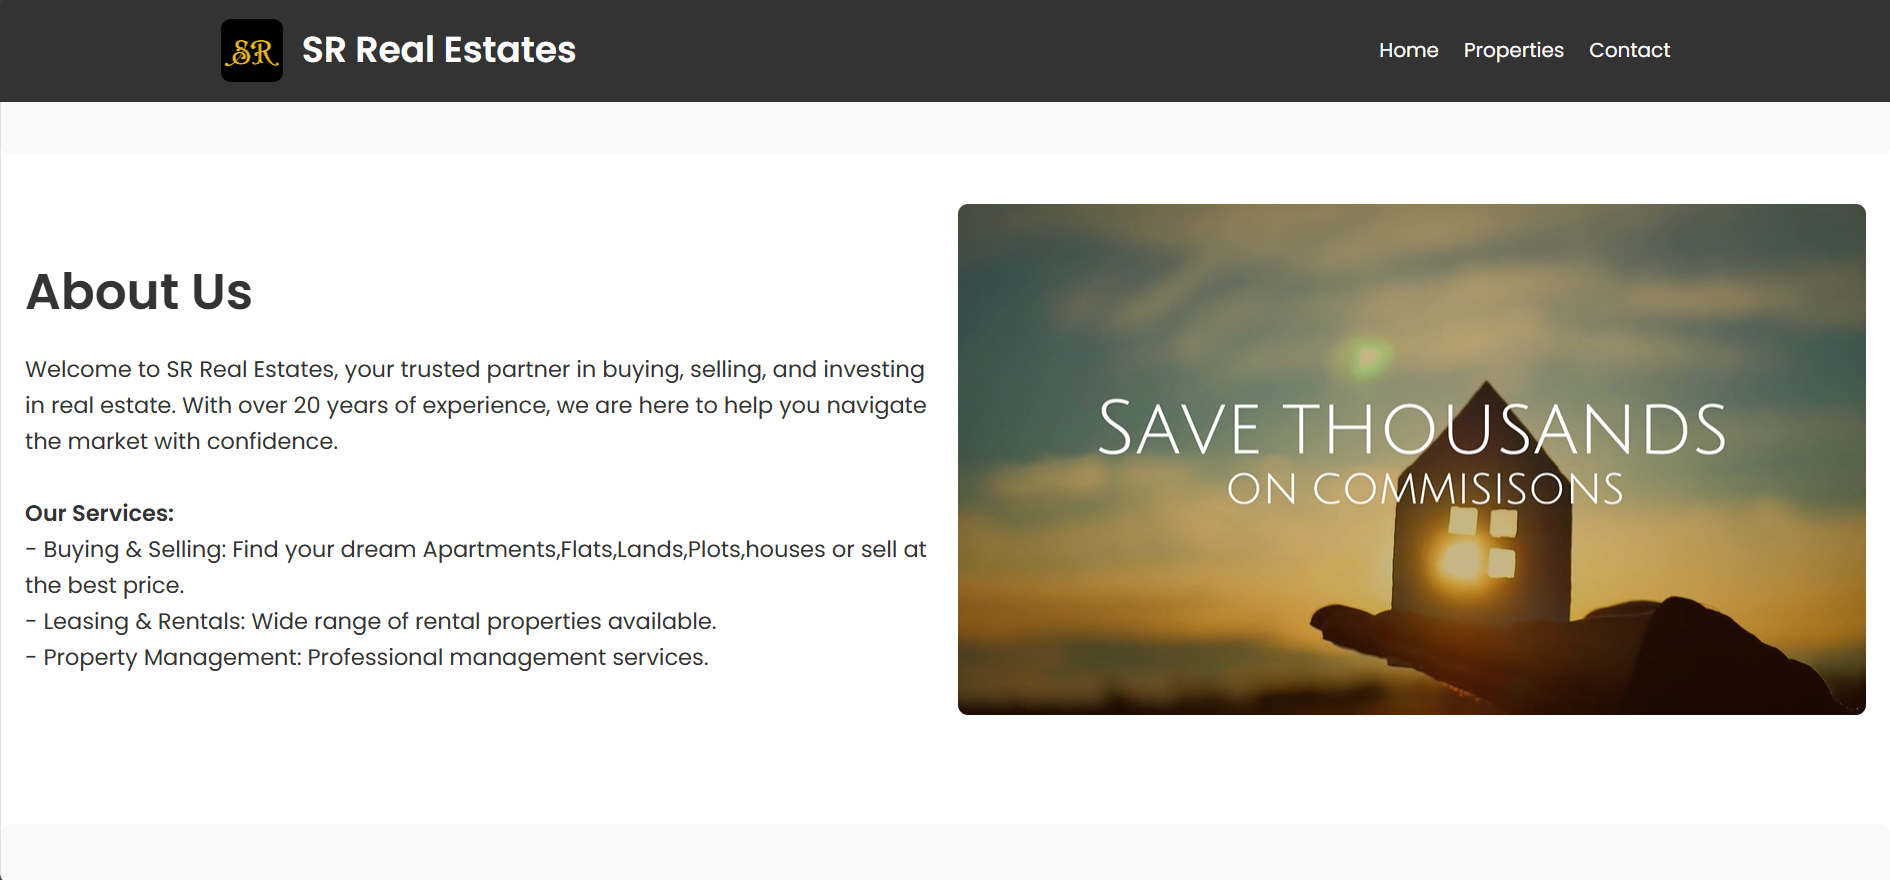 SR
SR Real Estates
Home Properties Contact
About Us
Welcome to SR Real Estates, your trusted partner in buying, selling, and investing
in real estate. With over 20 years of experience, we are here to help you navigate
the market with confidence.
Our Services:
- Buying & Selling: Find your dream Apartments,Flats,Lands,Plots,houses or sell at
the best price.
- Leasing & Rentals: Wide range of rental properties available.
- Property Management: Professional management services.
SAVE THOUSANDS
ON COMMISISONS